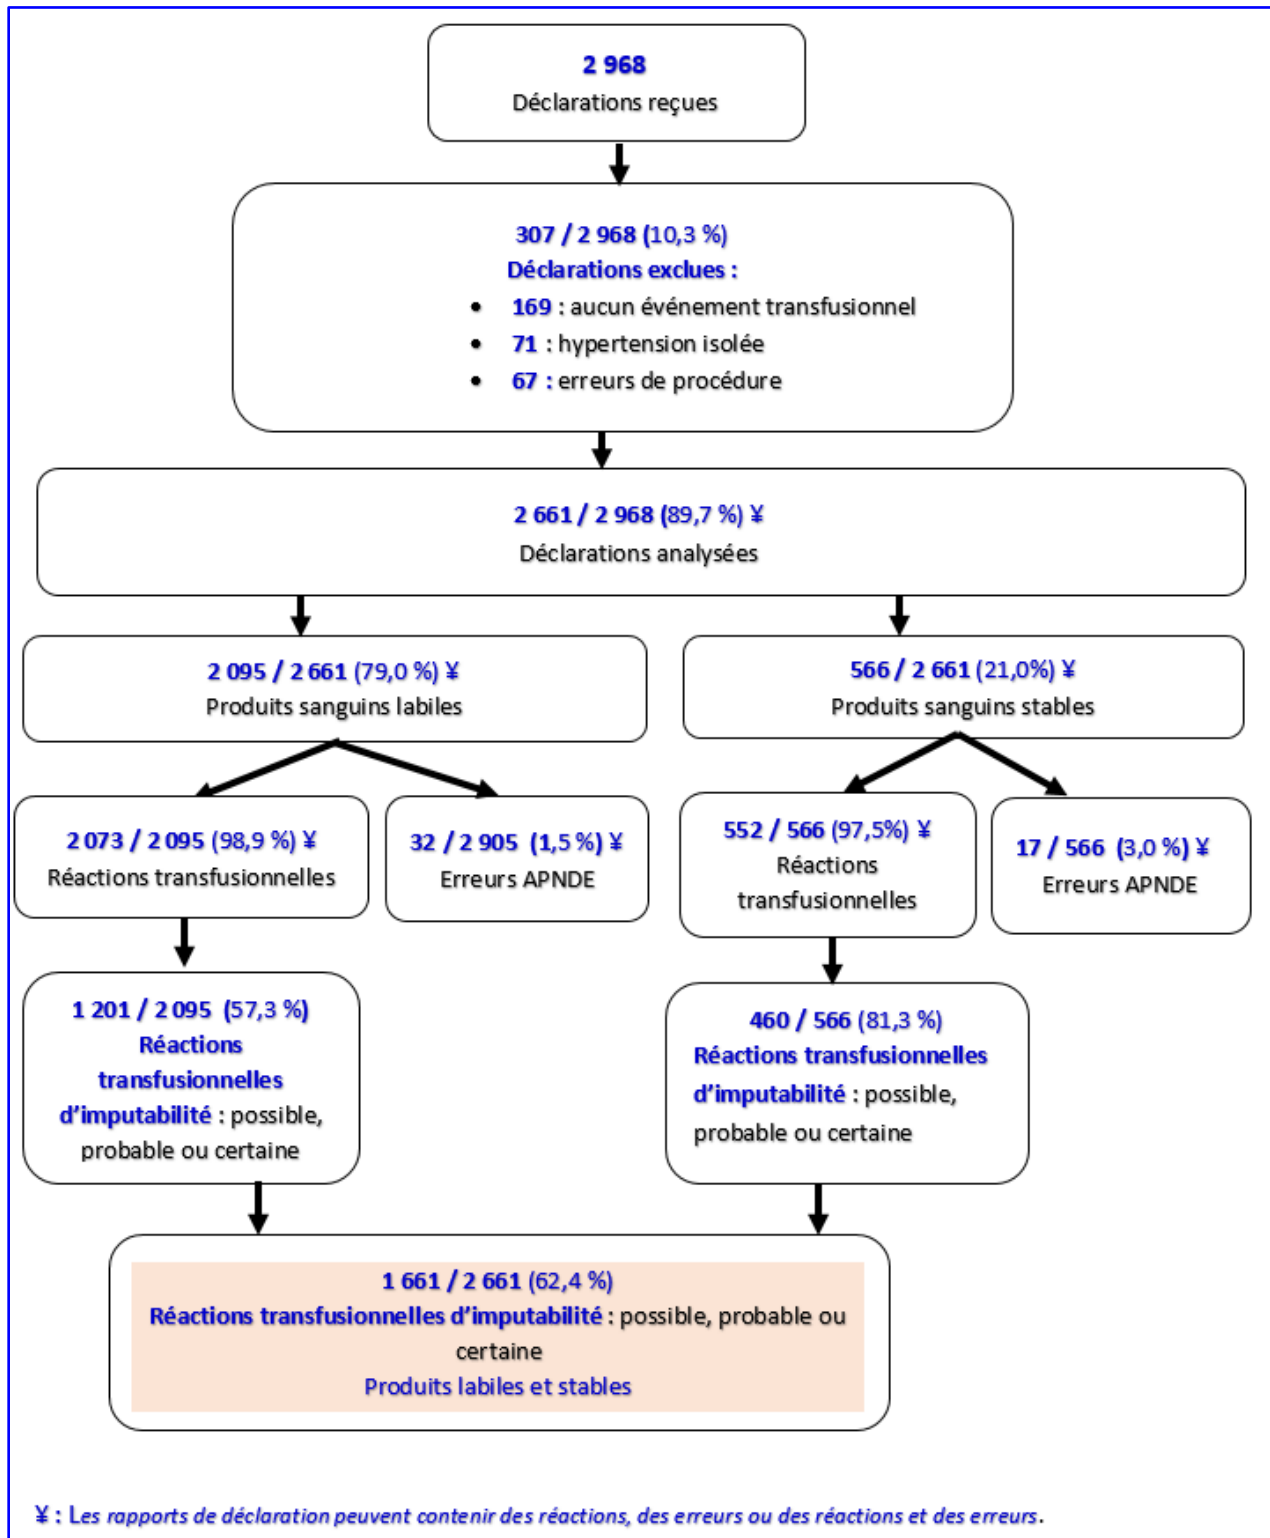 2 968
Déclarations reçues
307 / 2 968 (10,3 %)
Déclarations exclues :
• 169 : aucun événement transfusionnel
• 71 : hypertension isolée
• 67 : erreurs de procédure
2 661 / 2 968 (89,7 %) ¥
Déclarations analysées
2 095 / 2 661 (79,0 %) ¥
Produits sanguins labiles
566 / 2 661 (21,0%) ¥
Produits sanguins stables
2 073 / 2 095 (98,9 %) ¥
Réactions transfusionnelles
32 / 2 905 (1,5 %) ¥
Erreurs APNDE
552 / 566 (97,5%) ¥
Réactions
transfusionnelles
17 / 566 (3,0 %) ¥
Erreurs APNDE
1 201 / 2 095 (57,3 %)
Réactions
transfusionnelles
d’imputabilité : possible,
probable ou certaine
460 / 566 (81,3 %)
Réactions transfusionnelles
d’imputabilité : possible,
probable ou certaine
1 661 / 2 661 (62,4 %)
Réactions transfusionnelles d’imputabilité : possible, probable ou
certaine
Produits labiles et stables
¥ : Les rapports de déclaration peuvent contenir des réactions, des erreurs ou des réactions et des erreurs.